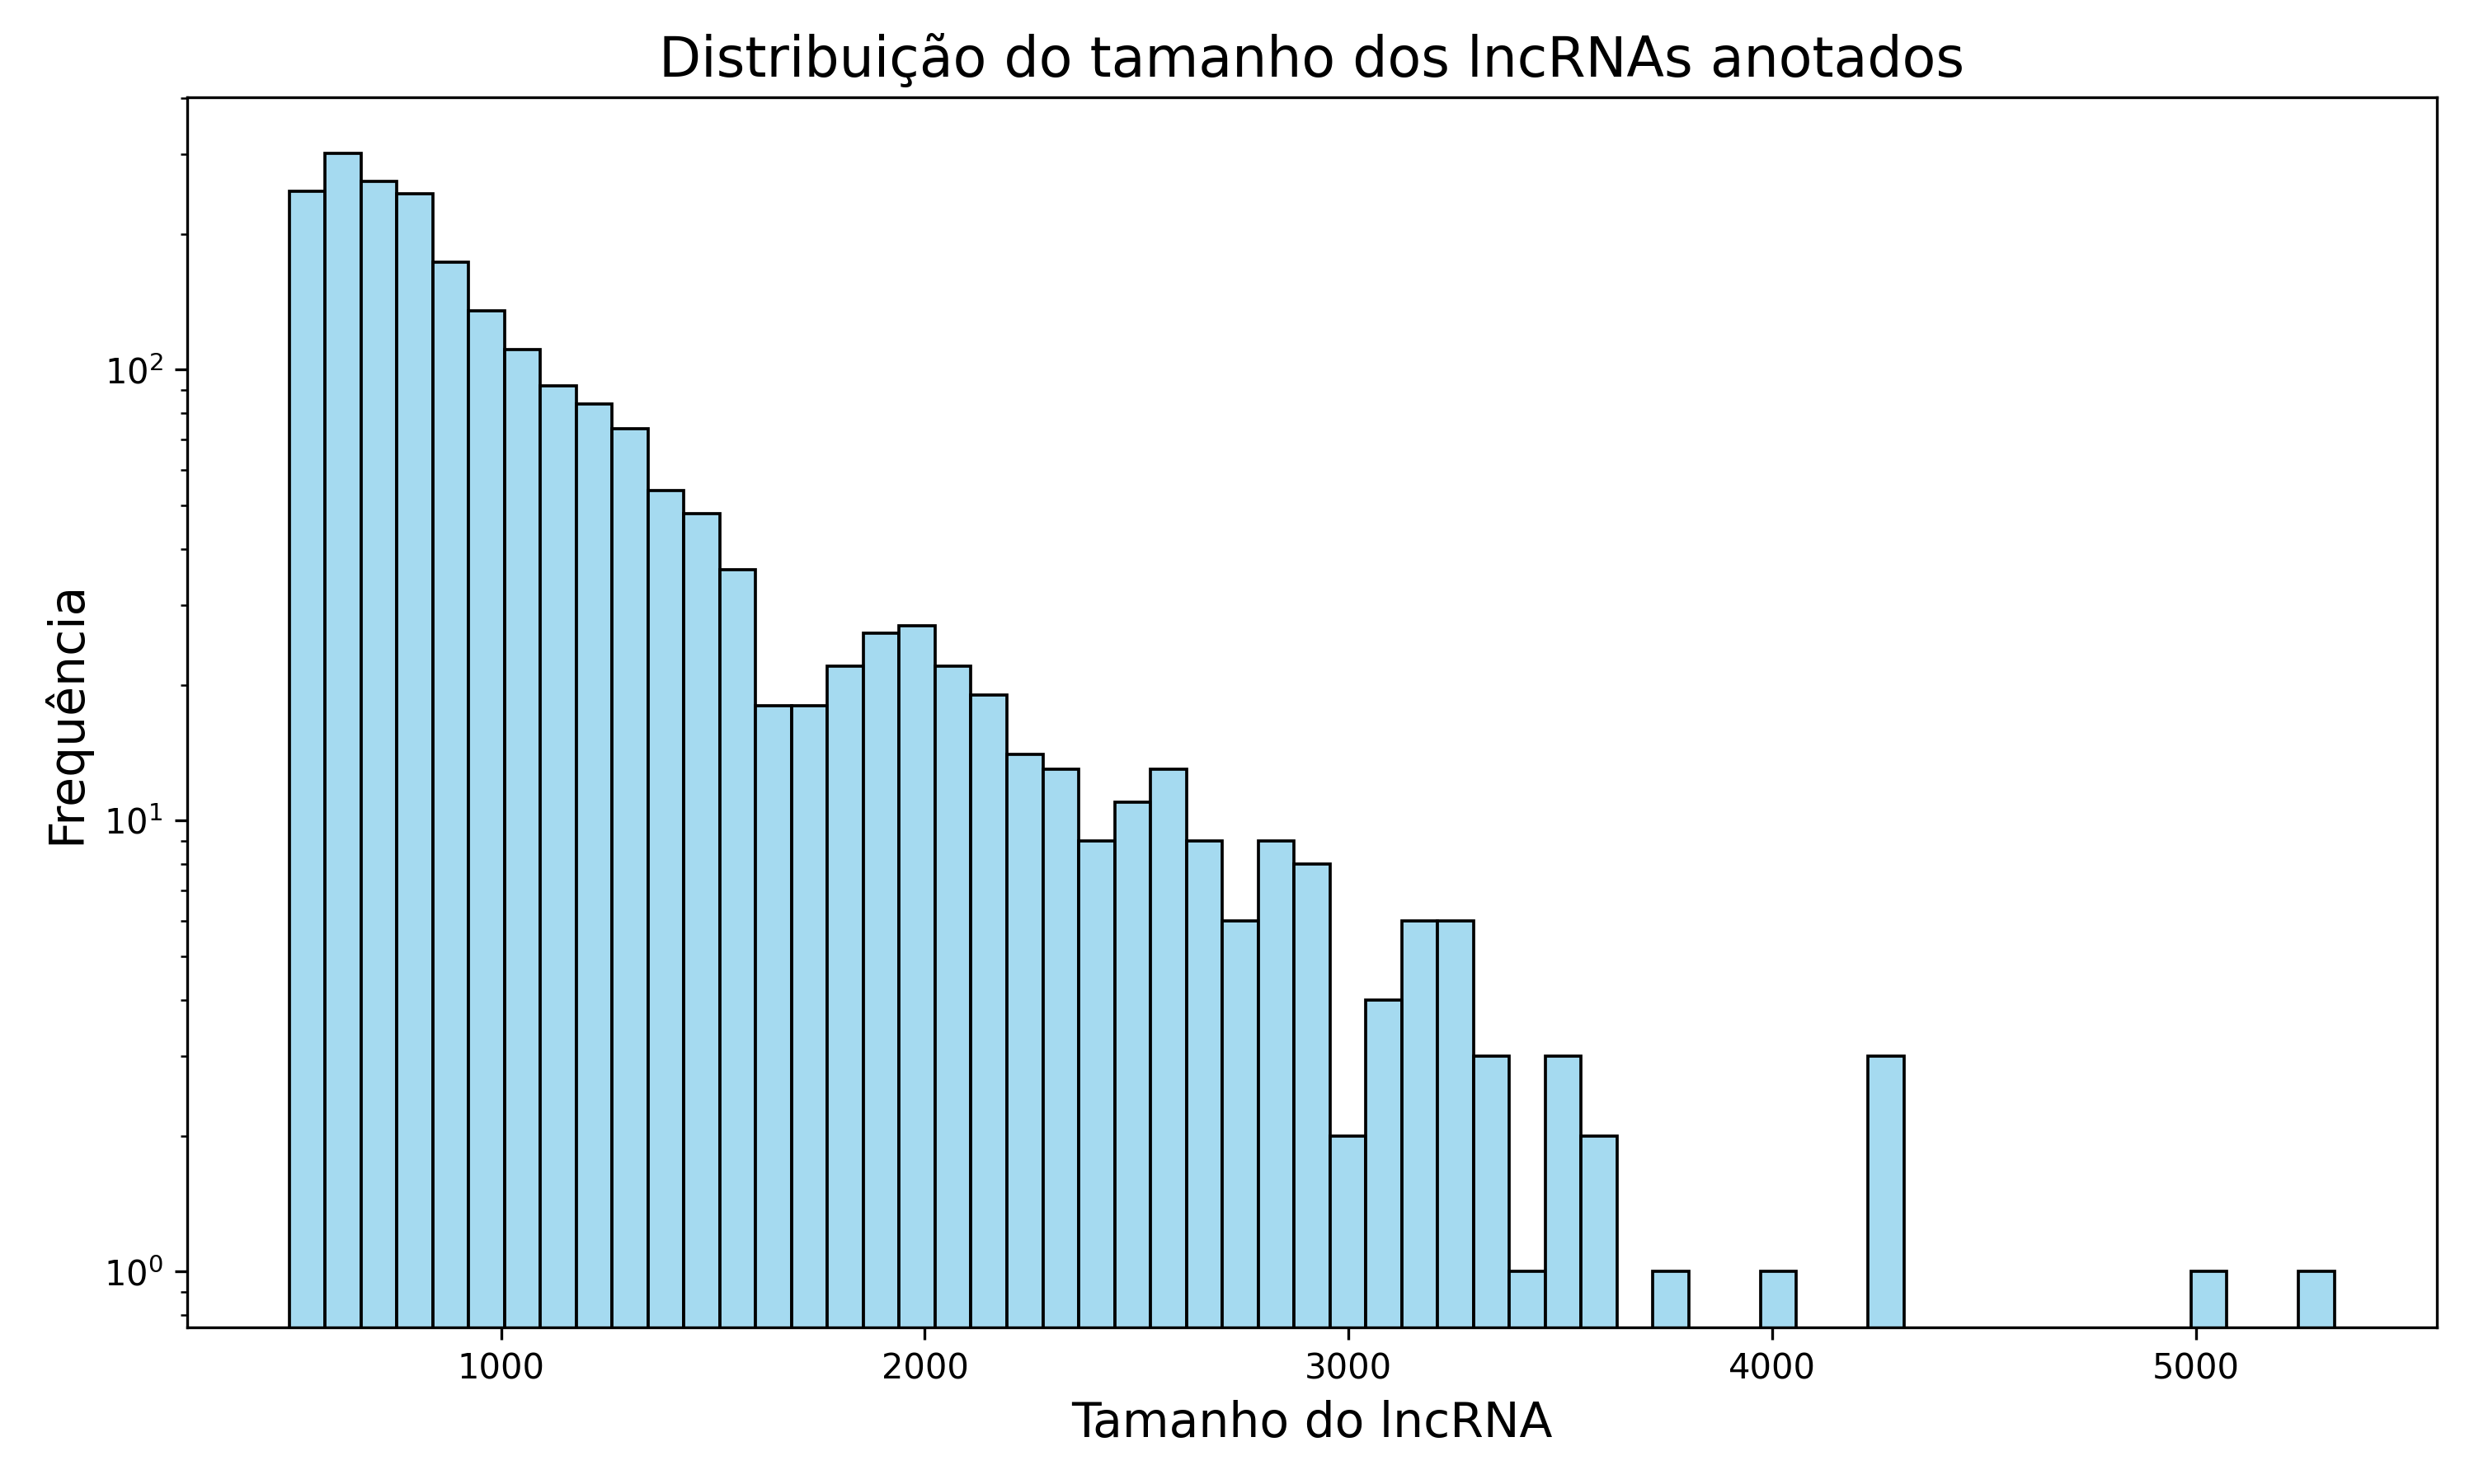 Distribuição do tamanho dos lncRNAs anotados
Frequência
10²
10¹
10⁰
1000 2000 3000 4000 5000
Tamanho do lncRNA